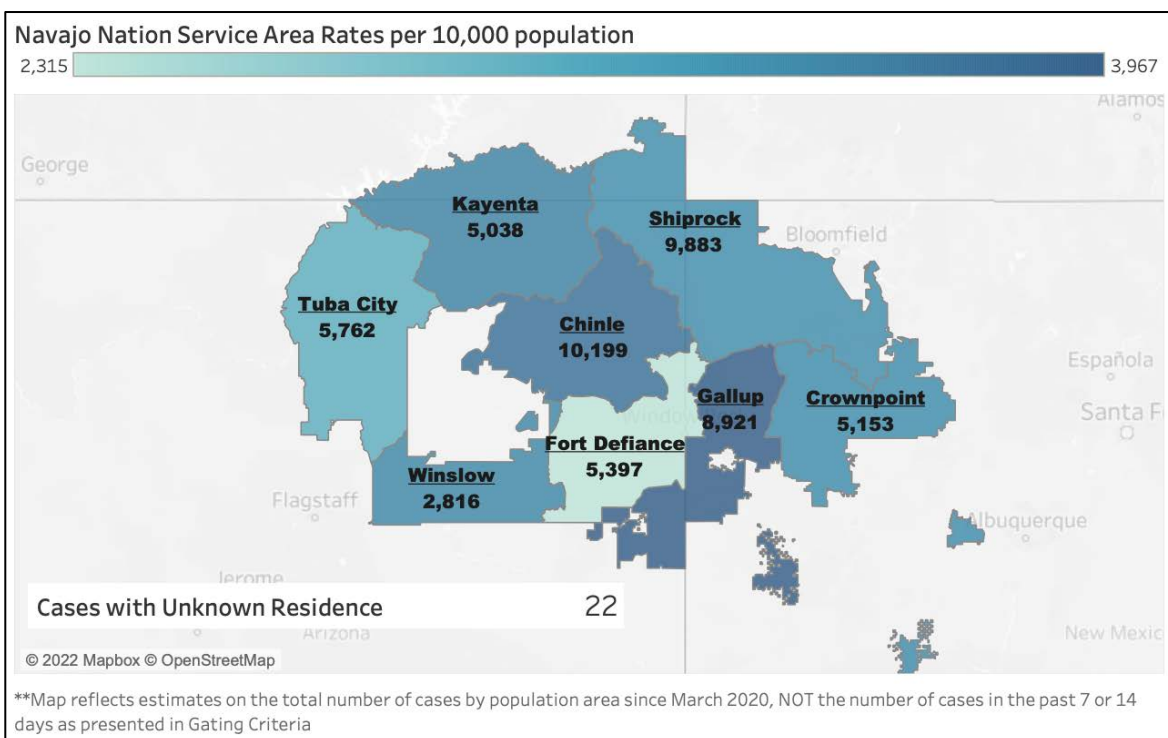 Navajo Nation Service Area Rates per 10,000 population
2,315
3,967
Alamos
George
Kayenta
5,038
Shiprock
9,883
Bloomfield
Tuba City
5,762
Chinle
10,199
Española
Gallup
8,921
Crownpoint
5,153
Santa F
Window Ro
Fort Defiance
5,397
Winslow
2,816
Flagstaff
Albuquerque
Jerome
Cases with Unknown Residence 22
Arizona
New Mexic
© 2022 Mapbox © OpenStreetMap
**Map reflects estimates on the total number of cases by population area since March 2020, NOT the number of cases in the past 7 or 14
days as presented in Gating Criteria